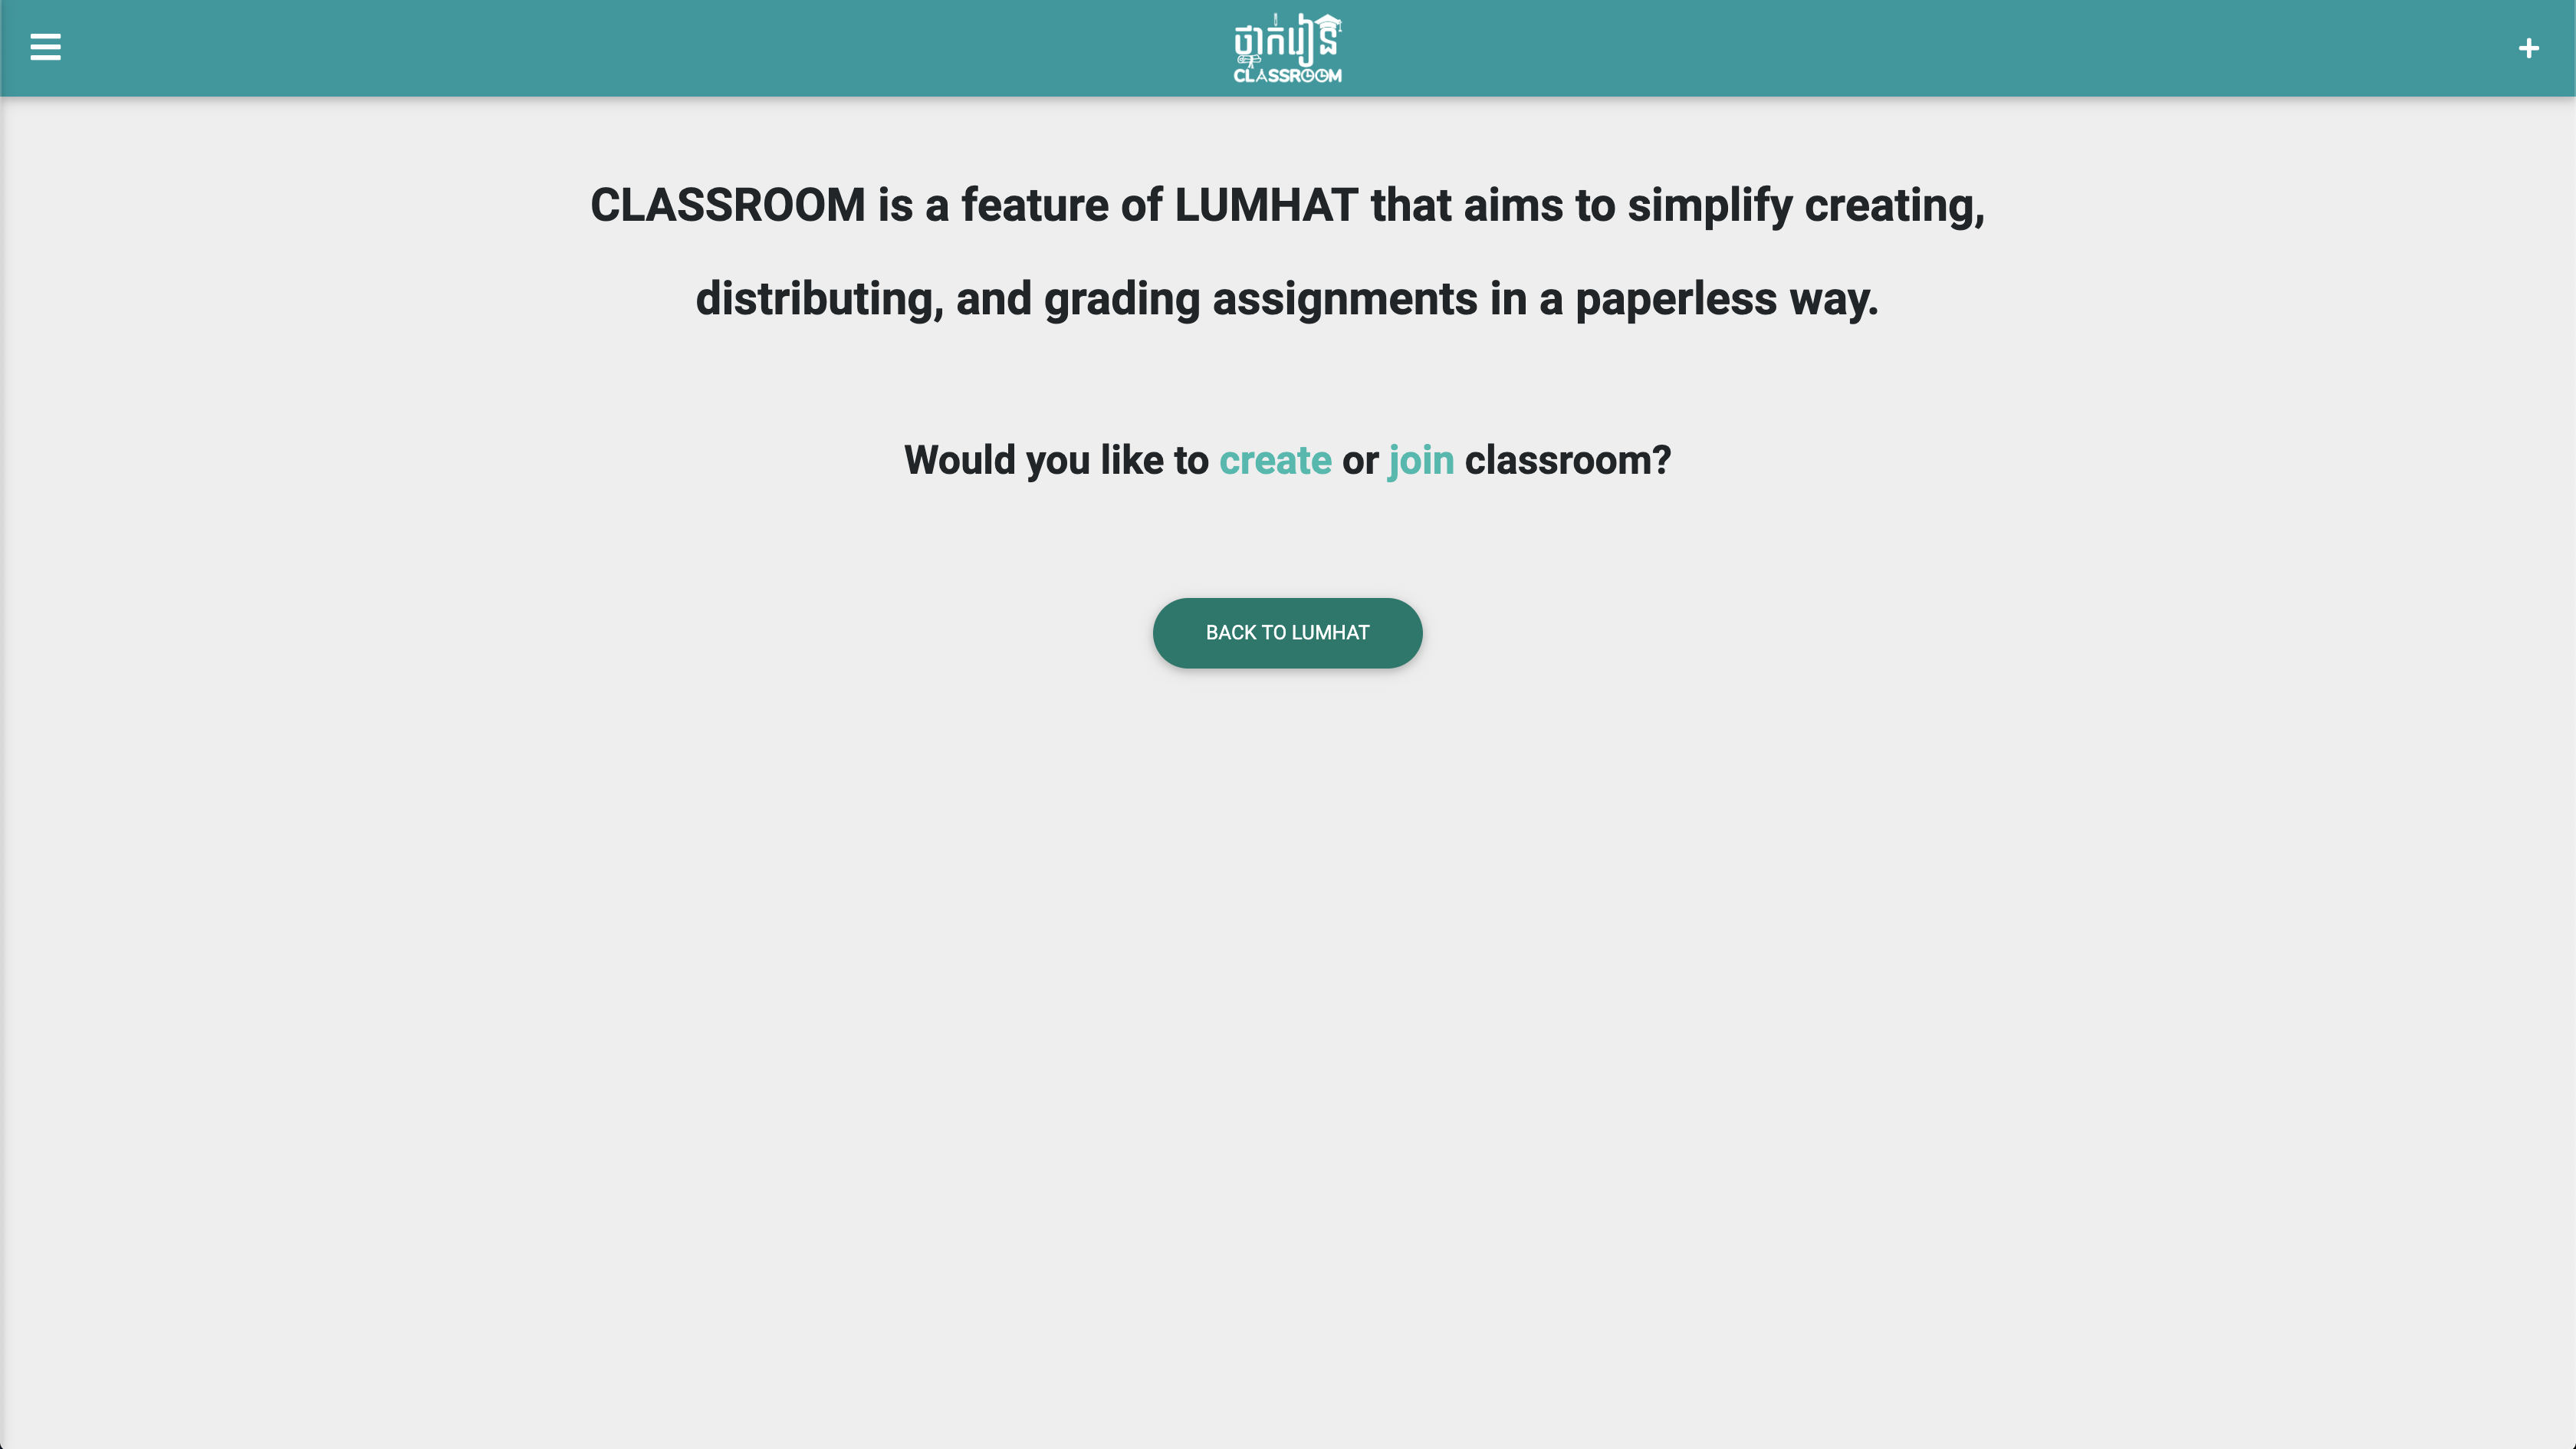 ថ្នាក់រៀន
CLASSROOM
CLASSROOM is a feature of LUMHAT that aims to simplify creating,
distributing, and grading assignments in a paperless way.
Would you like to create or join classroom?
BACK TO LUMHAT